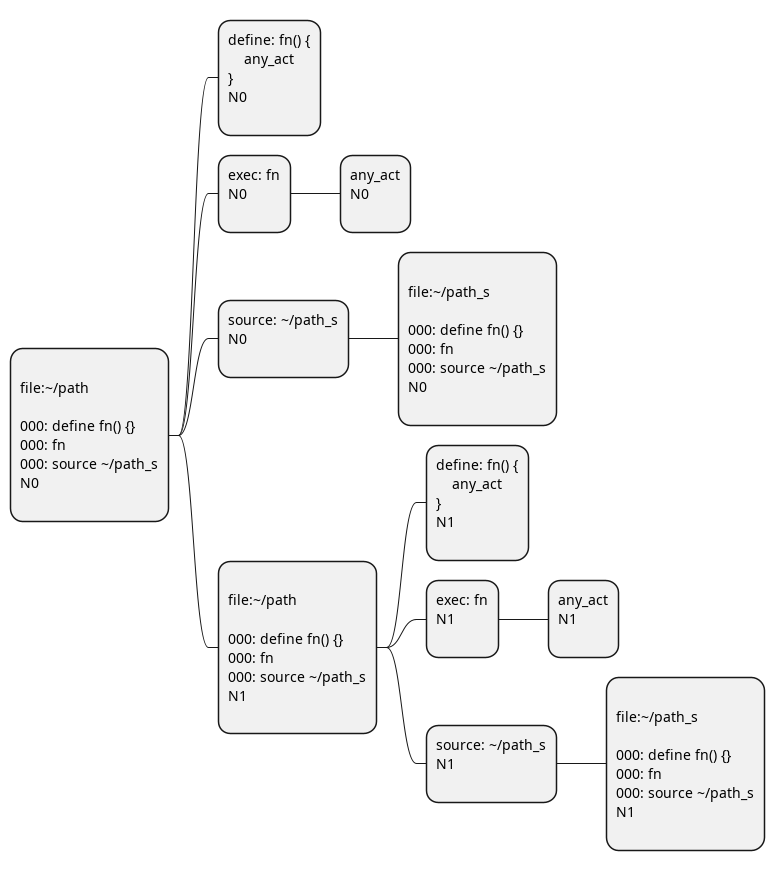 define: fn() {
    any_act
}
N0
exec: fn
N0
any_act
N0
file:~/path_s
000: define fn() {}
000: fn
000: source ~/path_s
N0
source: ~/path_s
N0
file:~/path
000: define fn() {}
000: fn
000: source ~/path_s
N0
define: fn() {
    any_act
}
N1
file:~/path
000: define fn() {}
000: fn
000: source ~/path_s
N1
exec: fn
N1
any_act
N1
file:~/path_s
000: define fn() {}
000: fn
000: source ~/path_s
N1
source: ~/path_s
N1